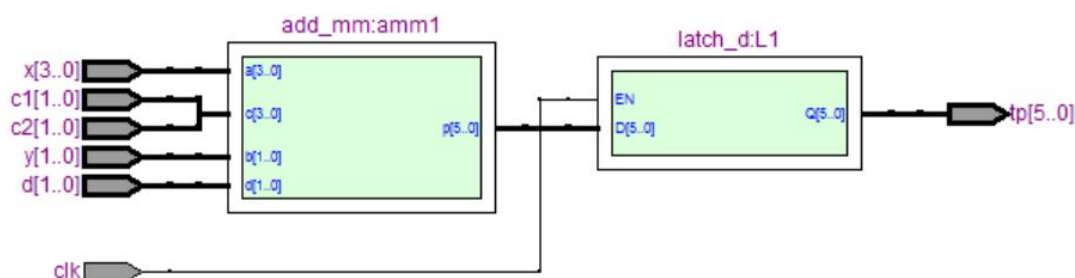 add_mm:amm1
latch_d:L1
x[3..0]
c1[1..0]
c2[1..0]
y[1..0]
d[1..0]
clk
a[3..0]
c[3..0]
b[1..0]
d[1..0]
p[5..0]
EN
D[5..0]
Q[5..0]
tp[5..0]